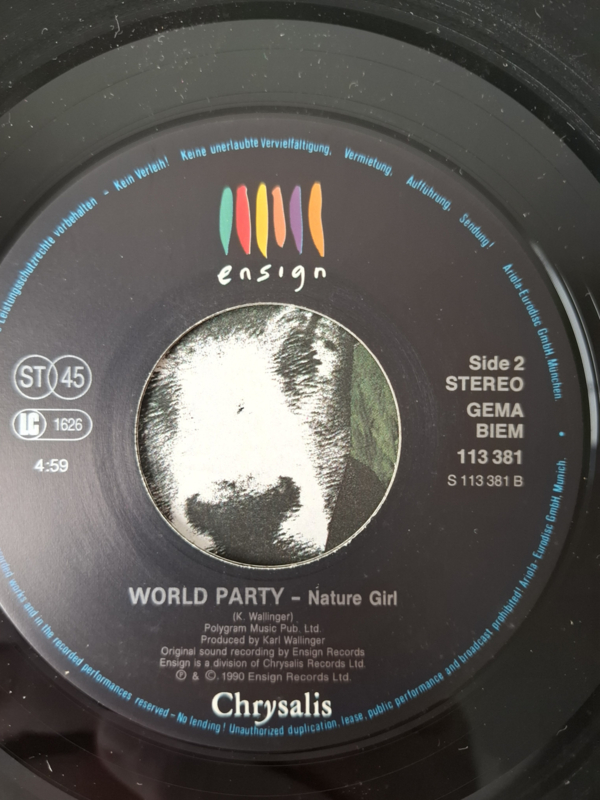 Leistungsschutzrechte vorbehalten - Kein Verleih! Keine unerlaubte Vervielfältigung, Vermietung, Aufführung, Sendung! Ariola-Eurodisc GmbH, München.
ensign
ST 45
LC 1626
4:59
Side 2
STEREO
GEMA
BIEM
113 381
S 113 381 B
WORLD PARTY - Nature Girl
(K. Wallinger)
Polygram Music Pub. Ltd.
Produced by Karl Wallinger
Original sound recording by Ensign Records
Ensign is a division of Chrysalis Records Ltd.
Ⓟ & ©. 1990 Ensign Records Ltd.
Chrysalis
works and in the recorded performances reserved - No lending! Unauthorized duplication, lease, public performance and broadcast prohibited! Ariola-Eurodisc GmbH, Munich.